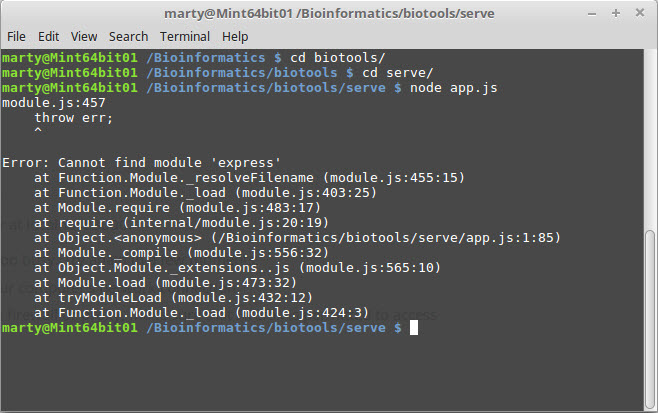 marty@Mint64bit01 /Bioinformatics/biotools/serve
File Edit View Search Terminal Help
marty@Mint64bit01 /Bioinformatics $ cd biotools/
marty@Mint64bit01 /Bioinformatics/biotools $ cd serve/
marty@Mint64bit01 /Bioinformatics/biotools/serve $ node app.js
module.js:457
    throw err;
    ^
Error: Cannot find module 'express'
    at Function.Module._resolveFilename (module.js:455:15)
    at Function.Module._load (module.js:403:25)
    at Module.require (module.js:483:17)
    at require (internal/module.js:20:19)
    at Object.<anonymous> (/Bioinformatics/biotools/serve/app.js:1:85)
    at Module._compile (module.js:556:32)
    at Object.Module._extensions..js (module.js:565:10)
    at Module.load (module.js:473:32)
    at tryModuleLoad (module.js:432:12)
    at Function.Module._load (module.js:424:3)
marty@Mint64bit01 /Bioinformatics/biotools/serve $